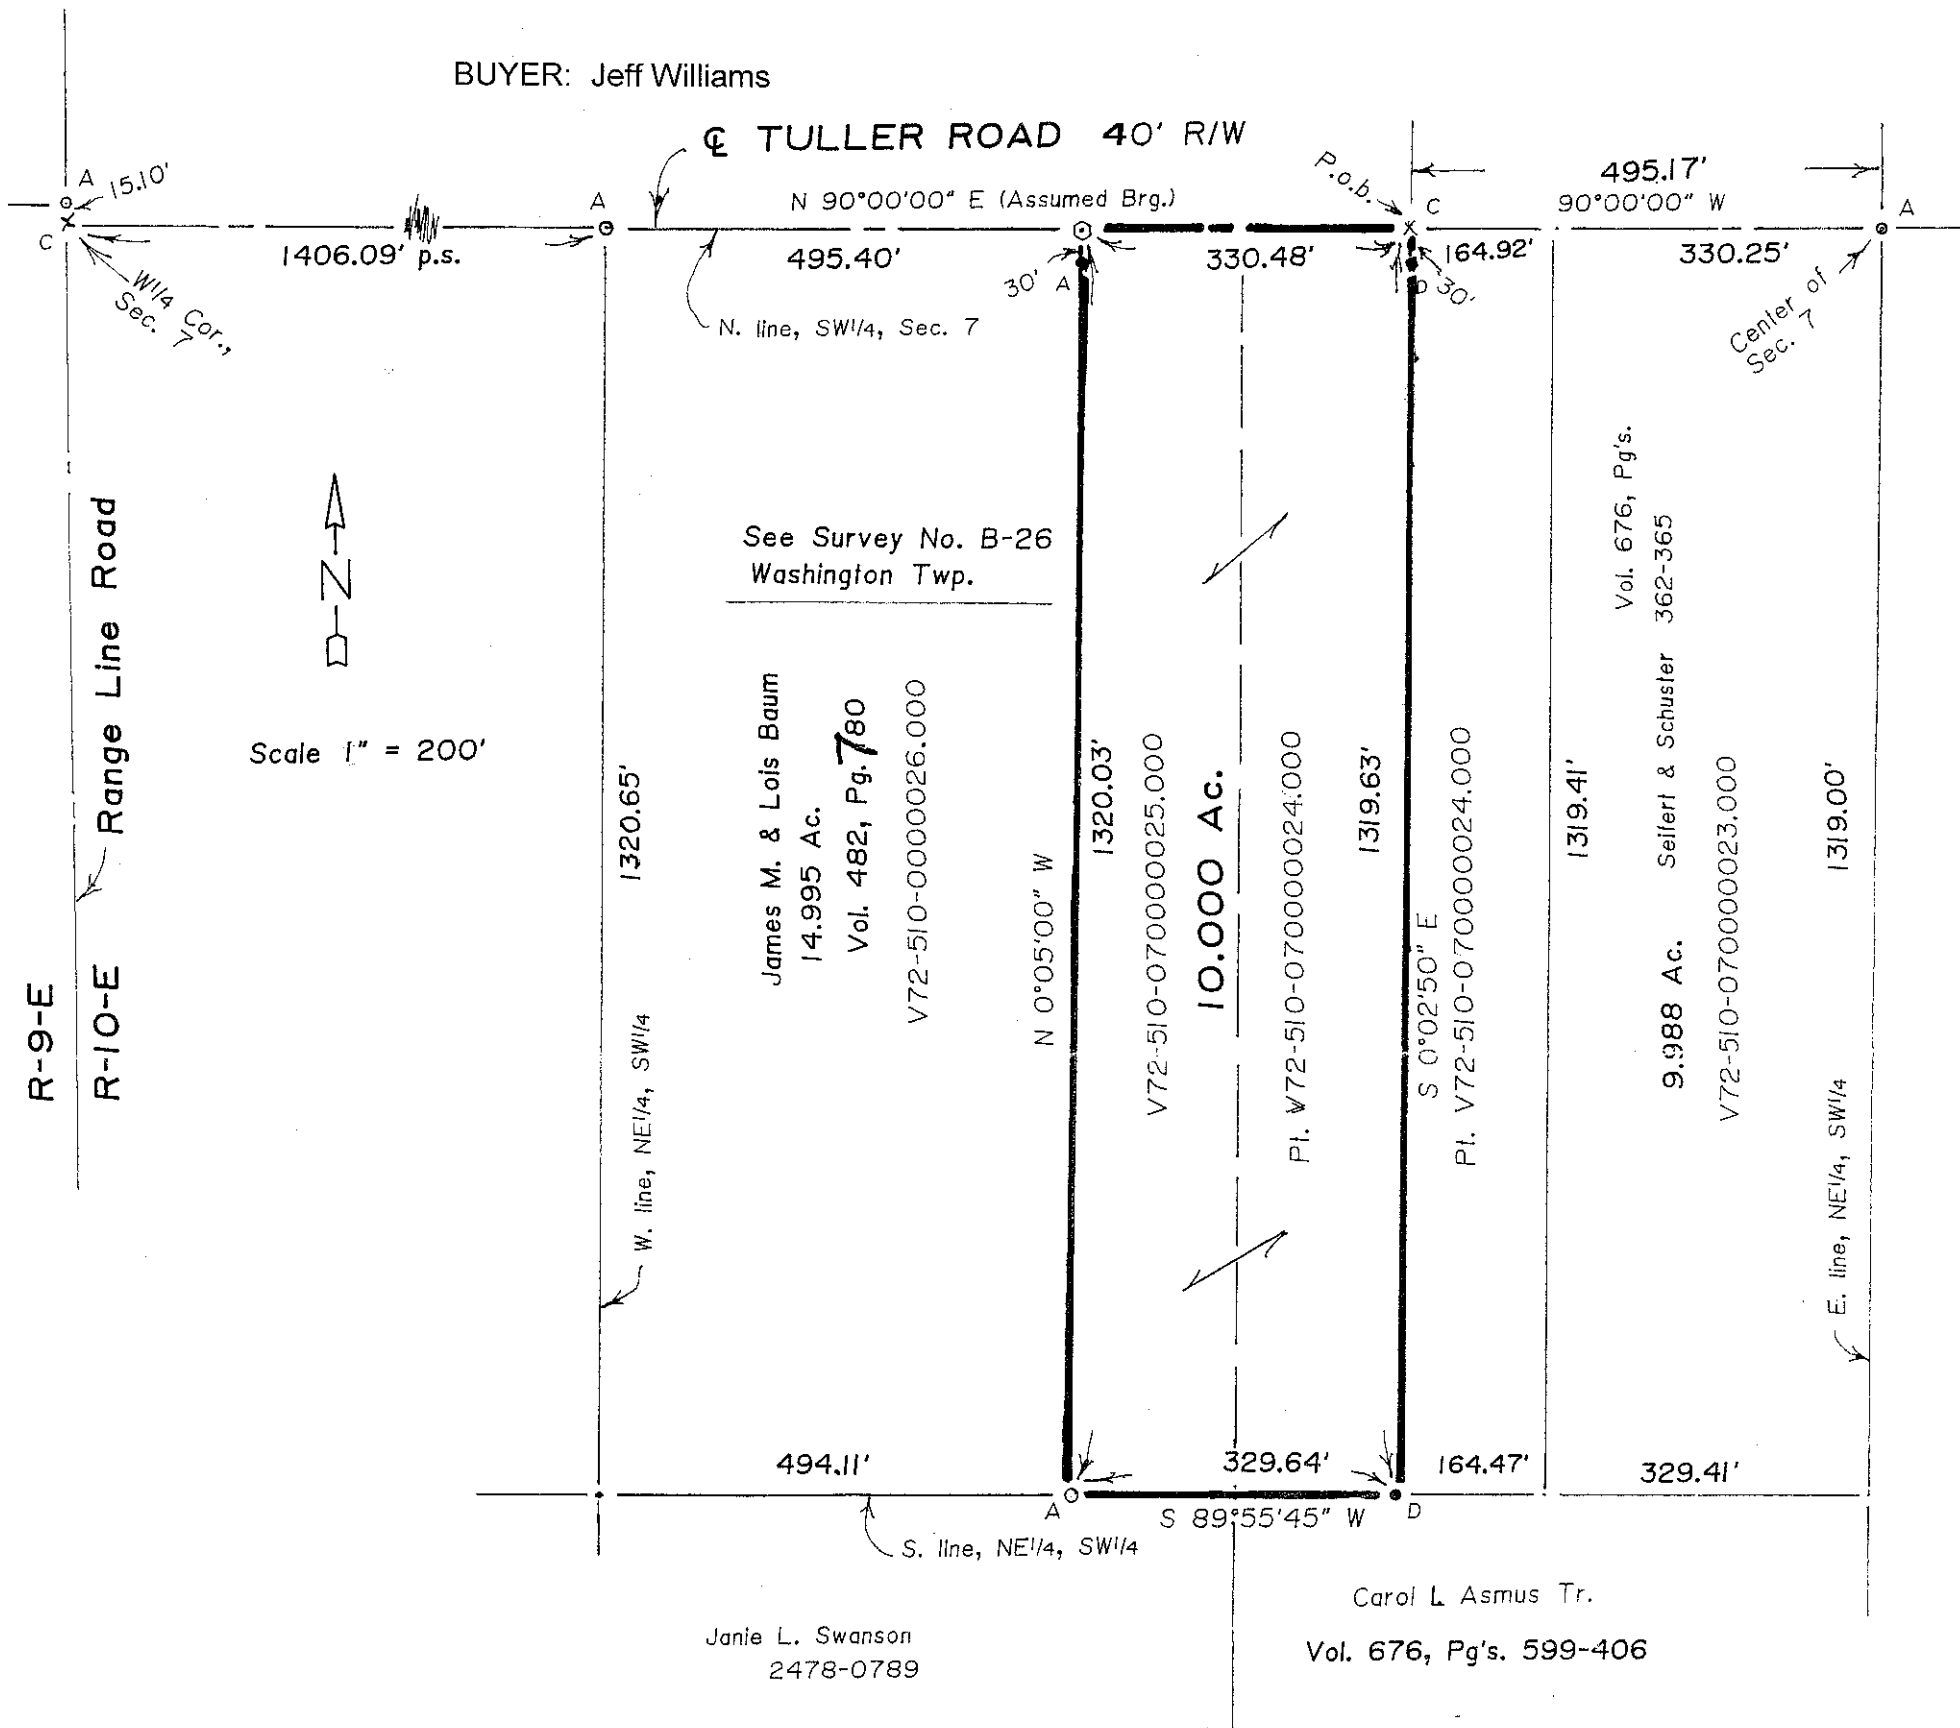 BUYER: Jeff Williams
℄ TULLER ROAD 40' R/W
A
15.10'
C
W1/4 Cor.,
Sec. 7
1406.09' p.s.
A
N 90°00'00" E (Assumed Brg.)
495.40'
N. line, SW1/4, Sec. 7
30'
A
330.48'
P.o.b.
C
30'
D
495.17'
90°00'00" W
164.92'
330.25'
A
Center of
Sec. 7
Range Line Road
R-9-E
R-10-E
N
Scale 1" = 200'
See Survey No. B-26
Washington Twp.
1320.65'
W. line, NE1/4, SW1/4
James M. & Lois Baum
14.995 Ac.
Vol. 482, Pg. 780
V72-510-0700000026.000
N 0°05'00" W
1320.03'
V72-510-0700000025.000
10.000 Ac.
Pt. V72-510-0700000024.000
1319.63'
S 0°02'50" E
Pt. V72-510-0700000024.000
1319.41'
Vol. 676, Pg's.
362-365
Seifert & Schuster
9.988 Ac.
V72-510-0700000023.000
1319.00'
E. line, NE1/4, SW1/4
494.11'
329.64'
164.47'
329.41'
A
S 89°55'45" W
D
S. line, NE1/4, SW1/4
Janie L. Swanson
2478-0789
Carol L Asmus Tr.
Vol. 676, Pg's. 599-406